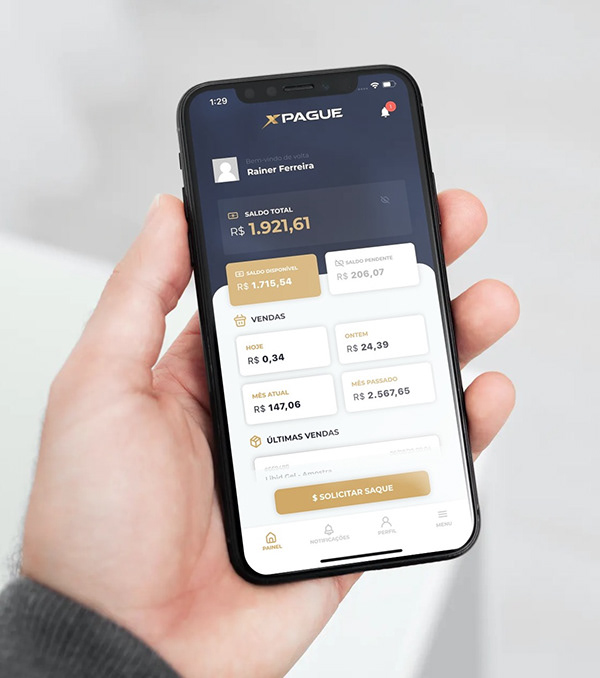 1:29
XPAGUE
1
Bem-vindo de volta
Rainer Ferreira
SALDO TOTAL
R$ 1.921,61
SALDO DISPONÍVEL
R$ 1.715,54
SALDO PENDENTE
R$ 206,07
VENDAS
HOJE
R$ 0,34
ONTEM
R$ 24,39
MÊS ATUAL
R$ 147,06
MÊS PASSADO
R$ 2.567,65
ÚLTIMAS VENDAS
$ SOLICITAR SAQUE
PAINEL
NOTIFICAÇÕES
PERFIL
MENU